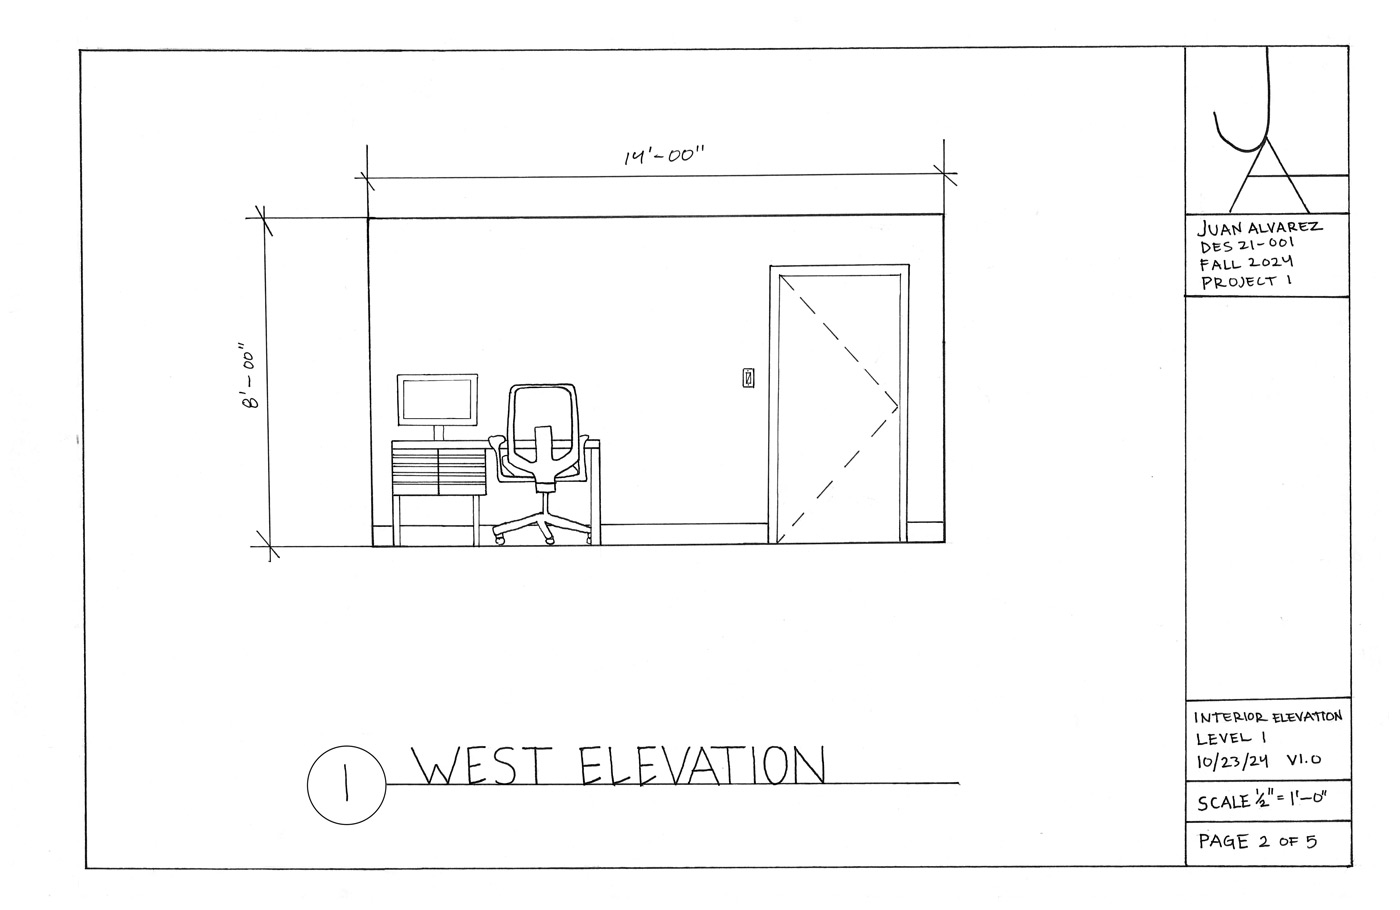 14'-00"
8'-00"
1
WEST ELEVATION
JA
JUAN ALVAREZ
DES 21-001
FALL 2024
PROJECT 1
INTERIOR ELEVATION
LEVEL 1
10/23/24 V1.0
SCALE 1/2" = 1'-0"
PAGE 2 OF 5